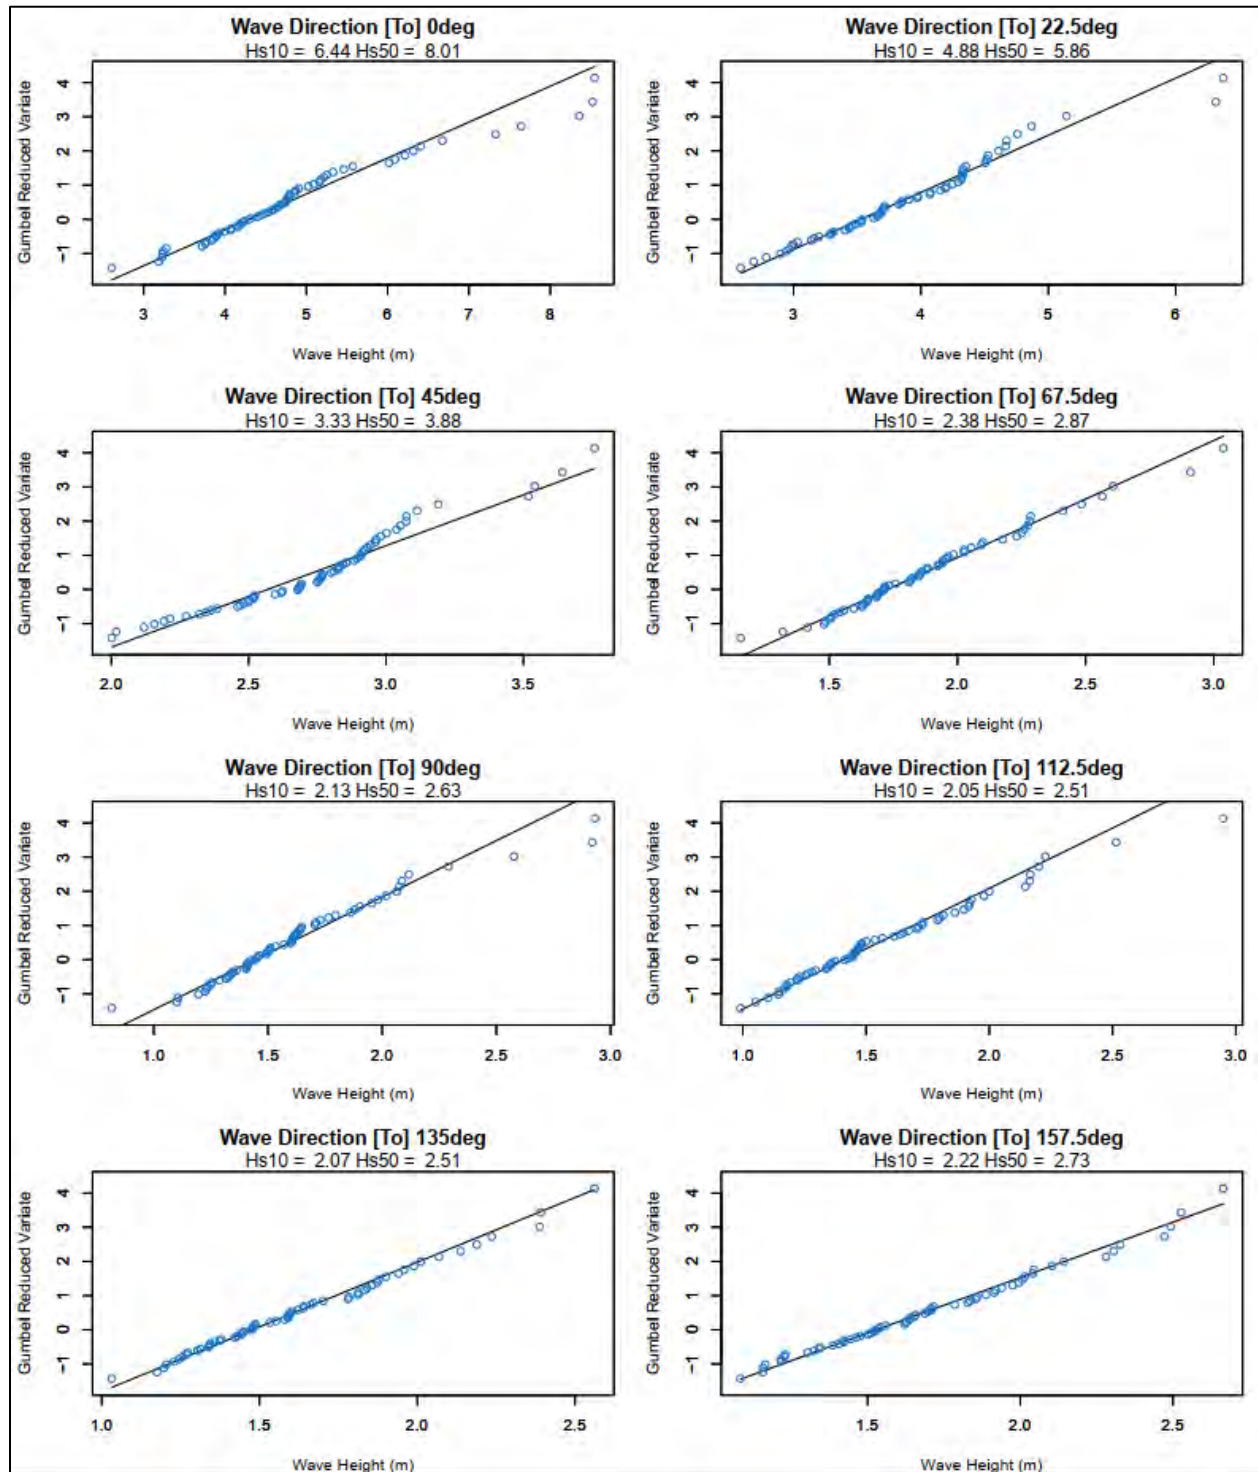 Wave Direction [To] 0deg
Hs10 = 6.44 Hs50 = 8.01
Gumbel Reduced Variate
4
3
2
1
0
−1
3 4 5 6 7 8
Wave Height (m)
Wave Direction [To] 22.5deg
Hs10 = 4.88 Hs50 = 5.86
Gumbel Reduced Variate
4
3
2
1
0
−1
3 4 5 6
Wave Height (m)
Wave Direction [To] 45deg
Hs10 = 3.33 Hs50 = 3.88
Gumbel Reduced Variate
4
3
2
1
0
−1
2.0 2.5 3.0 3.5
Wave Height (m)
Wave Direction [To] 67.5deg
Hs10 = 2.38 Hs50 = 2.87
Gumbel Reduced Variate
4
3
2
1
0
−1
1.5 2.0 2.5 3.0
Wave Height (m)
Wave Direction [To] 90deg
Hs10 = 2.13 Hs50 = 2.63
Gumbel Reduced Variate
4
3
2
1
0
−1
1.0 1.5 2.0 2.5 3.0
Wave Height (m)
Wave Direction [To] 112.5deg
Hs10 = 2.05 Hs50 = 2.51
Gumbel Reduced Variate
4
3
2
1
0
−1
1.0 1.5 2.0 2.5 3.0
Wave Height (m)
Wave Direction [To] 135deg
Hs10 = 2.07 Hs50 = 2.51
Gumbel Reduced Variate
4
3
2
1
0
−1
1.0 1.5 2.0 2.5
Wave Height (m)
Wave Direction [To] 157.5deg
Hs10 = 2.22 Hs50 = 2.73
Gumbel Reduced Variate
4
3
2
1
0
−1
1.5 2.0 2.5
Wave Height (m)